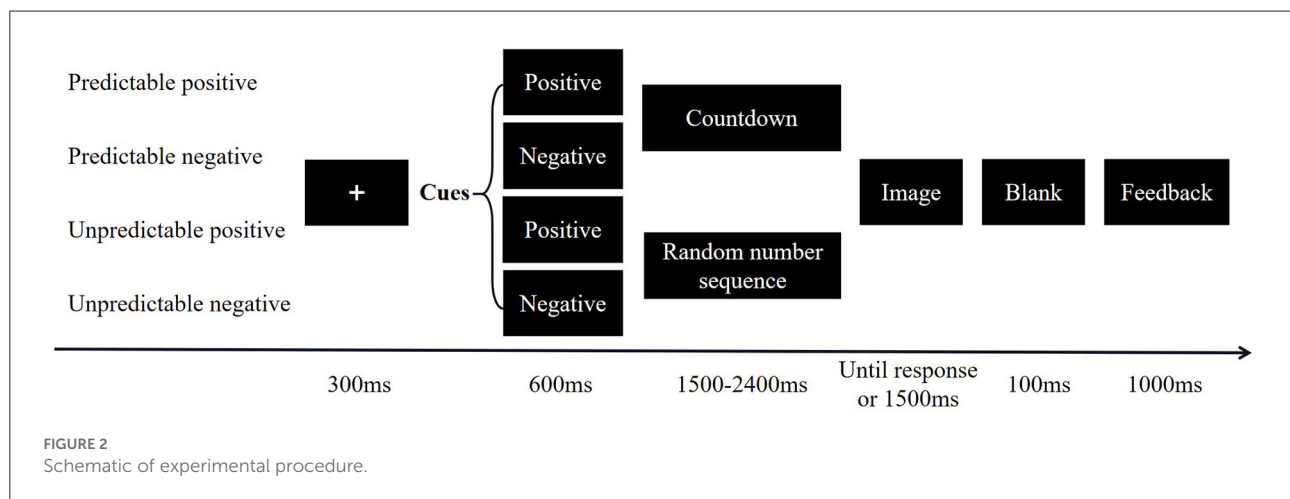 Predictable positive
Predictable negative
Unpredictable positive
Unpredictable negative
+
Cues
Positive
Negative
Positive
Negative
Countdown
Random number
sequence
Image
Blank
Feedback
300ms
600ms
1500-2400ms
Until response
or 1500ms
100ms
1000ms
FIGURE 2
Schematic of experimental procedure.